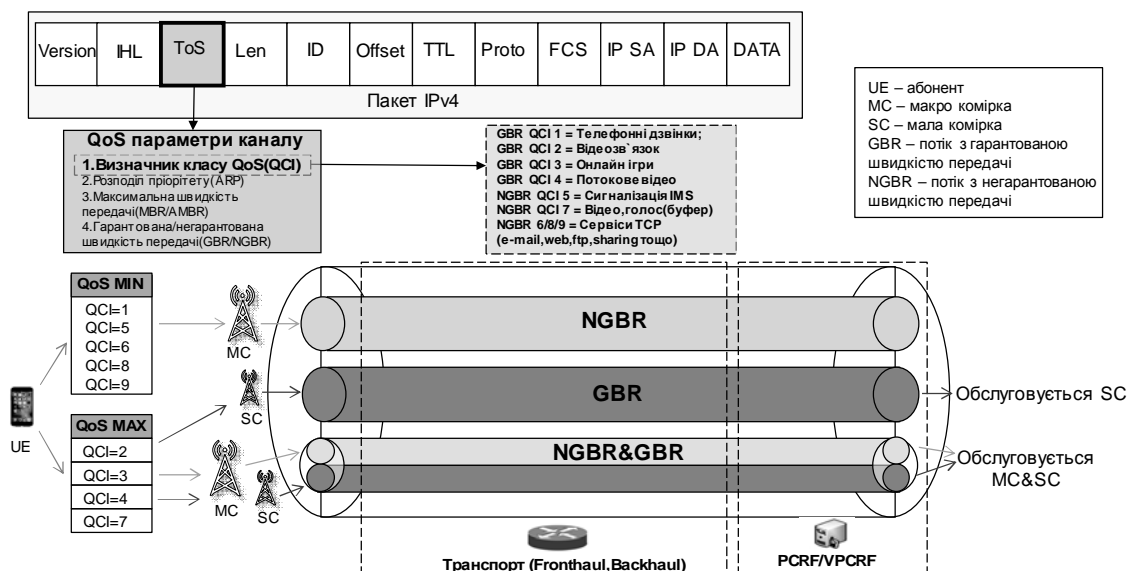 Version IHL ToS Len ID Offset TTL Proto FCS IP SA IP DA DATA
Пакет IPv4
UE – абонент
MC – макро комірка
SC – мала комірка
GBR – потік з гарантованою
швидкістю передачі
NGBR – потік з негарантованою
швидкістю передачі
QoS параметри каналу
1.Визначник класу QoS(QCI)
2.Розподіл пріорітету(ARP)
3.Максимальна швидкість
передачі(MBR/AMBR)
4.Гарантована/негарантована
швидкість передачі(GBR/NGBR)
GBR QCI 1 = Телефонні дзвінки;
GBR QCI 2 = Відеозв`язок
GBR QCI 3 = Онлайн ігри
GBR QCI 4 = Потокове відео
NGBR QCI 5 = Сигналізація IMS
NGBR QCI 7 = Відео,голос(буфер)
NGBR 6/8/9 = Сервіси TCP
(e-mail,web,ftp,sharing тощо)
QoS MIN
QCI=1
QCI=5
QCI=6
QCI=8
QCI=9
MC
NGBR
UE
SC
GBR
Обслуговується SC
QoS MAX
QCI=2
QCI=3
QCI=4
QCI=7
MC
SC
NGBR&GBR
Обслуговується
MC&SC
Транспорт (Fronthaul,Backhaul)
PCRF/VPCRF